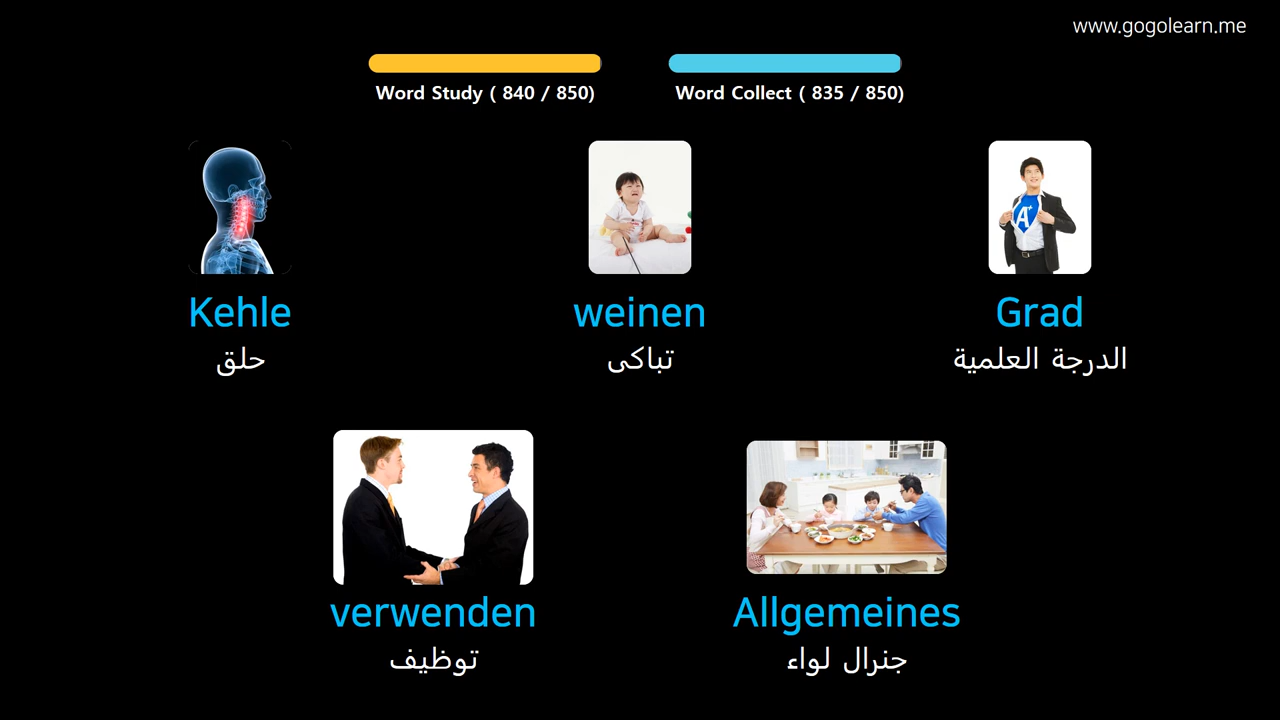 www.gogolearn.me
Word Study ( 840 / 850)
Word Collect ( 835 / 850)
Kehle
حلق
weinen
تباكى
Grad
الدرجة العلمية
verwenden
توظيف
Allgemeines
جنرال لواء
A+